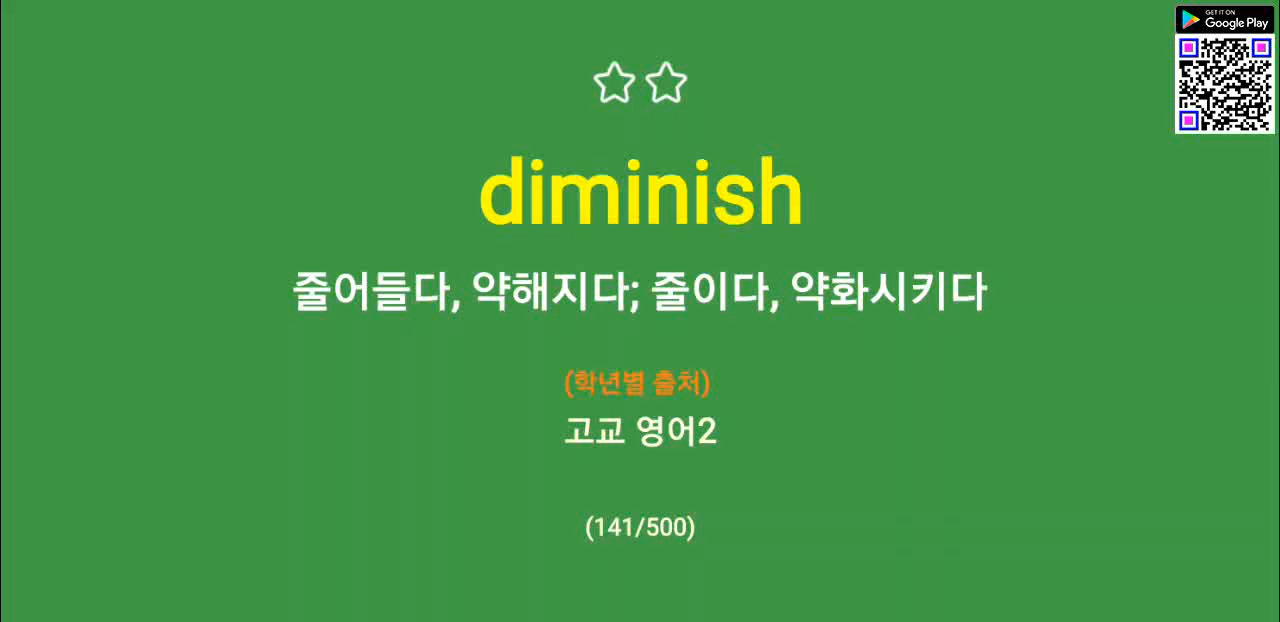 GET IT ON
Google Play
diminish
줄어들다, 약해지다; 줄이다, 약화시키다
(학년별 출처)
고교 영어2
(141/500)